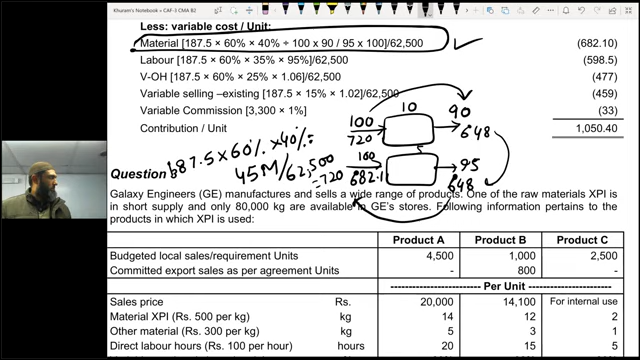 Khuram's Notebook » CAF-3 CMA B2
Less: variable cost / Unit:
Material [187.5 × 60% × 40% ÷ 100 x 90 / 95 x 100]/62,500 (682.10)
Labour [187.5 × 60% × 35% × 95%]/62,500 (598.5)
V-OH [187.5 × 60% × 25% × 1.06]/62,500 (477)
Variable selling –existing [187.5 × 15% × 1.02]/62,500 (459)
Variable Commission [3,300 × 1%] (33)
Contribution / Unit 1,050.40
10
100
720
90
648
187.5 × 60% × 40% =
45M/62,500
=720
100
682.1
5
95
648
Question
Galaxy Engineers (GE) manufactures and sells a wide range of products. One of the raw materials XPI is
in short supply and only 80,000 kg are available in GE's stores. Following information pertains to the
products in which XPI is used:
Product A Product B Product C
Budgeted local sales/requirement Units 4,500 1,000 2,500
Committed export sales as per agreement Units - 800 -
Per Unit
Sales price Rs. 20,000 14,100 For internal use
Material XPI (Rs. 500 per kg) kg 14 12 2
Other material (Rs. 300 per kg) kg 5 3 1
Direct labour hours (Rs. 100 per hour) hours 20 15 5